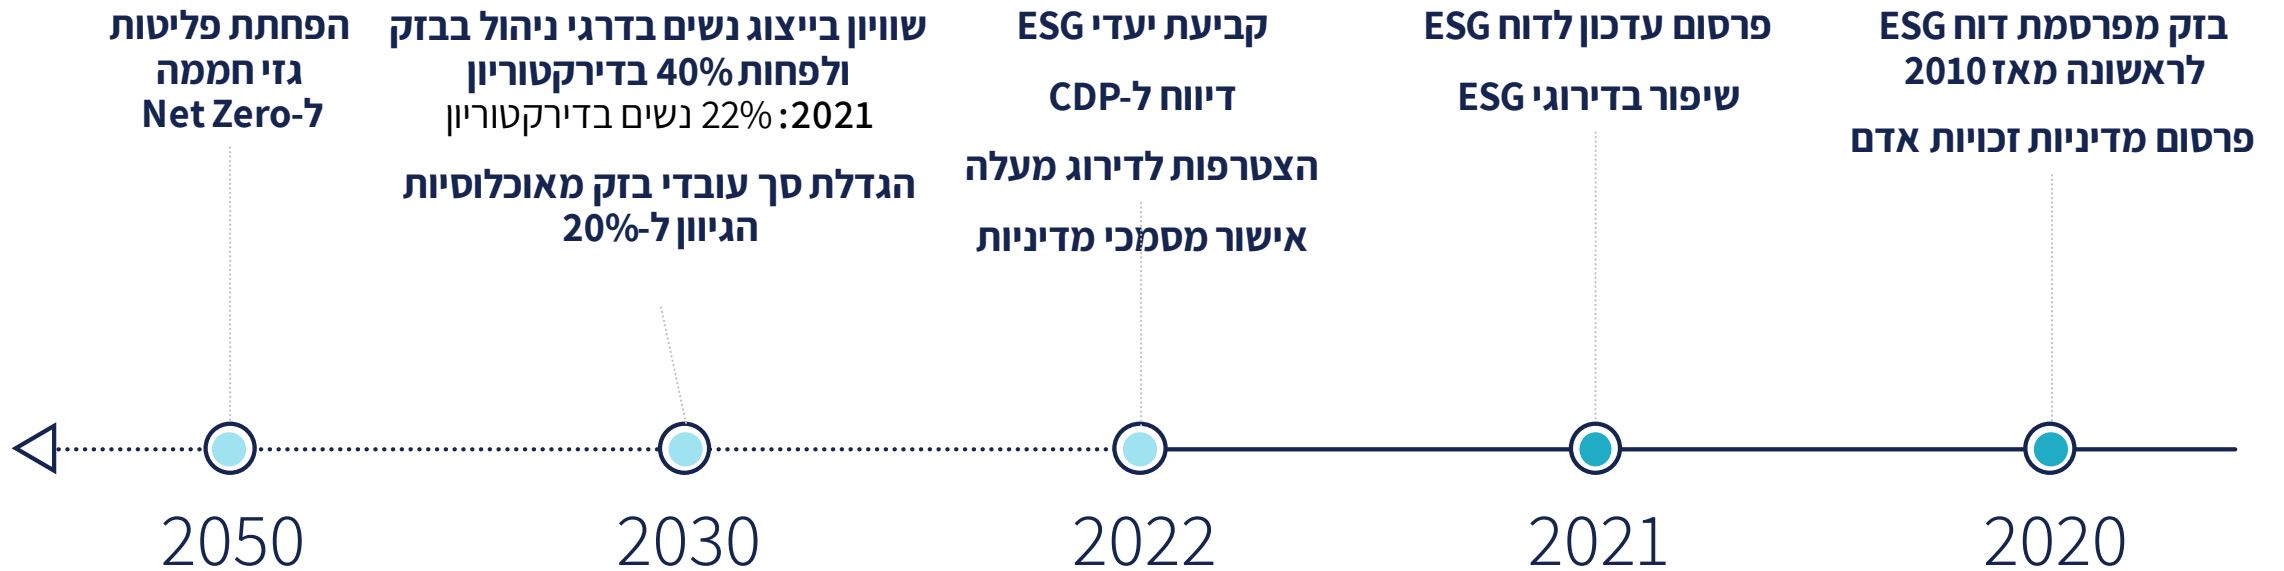 בזק מפרסמת דוח ESG
לראשונה מאז 2010
פרסום מדיניות זכויות אדם
פרסום עדכון לדוח ESG
שיפור בדירוגי ESG
קביעת יעדי ESG
דיווח ל-CDP
הצטרפות לדירוג מעלה
אישור מסמכי מדיניות
שוויון בייצוג נשים בדרגי ניהול בבזק
ולפחות 40% בדירקטוריון
2021: 22% נשים בדירקטוריון
הגדלת סך עובדי בזק מאוכלוסיות
הגיוון ל-20%
הפחתת פליטות
גזי חממה
ל-Net Zero
2020
2021
2022
2030
2050